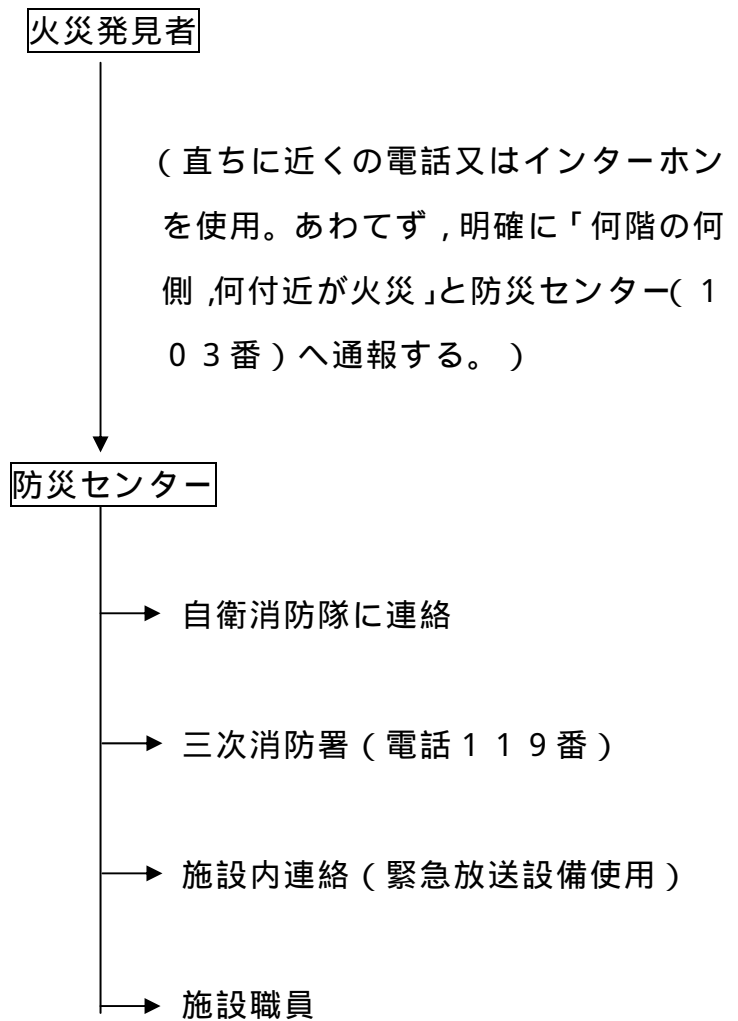 火災発見者
(直ちに近くの電話又はインターホン
を使用。あわてず,明確に「何階の何
側,何付近が火災」と防災センター(1
03番)へ通報する。)
防災センター
自衛消防隊に連絡
三次消防署(電話119番)
施設内連絡(緊急放送設備使用)
施設職員